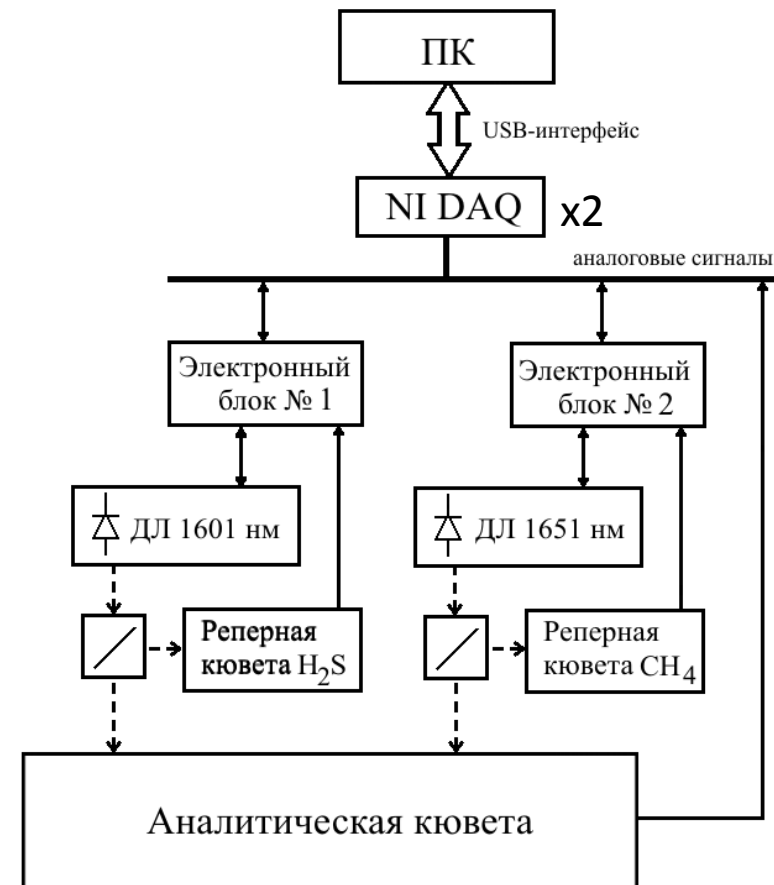 ПК
USB-интерфейс
NI DAQ x2
аналоговые сигналы
Электронный
блок № 1
Электронный
блок № 2
ДЛ 1601 нм
ДЛ 1651 нм
Реперная
кювета H₂S
Реперная
кювета CH₄
Аналитическая кювета